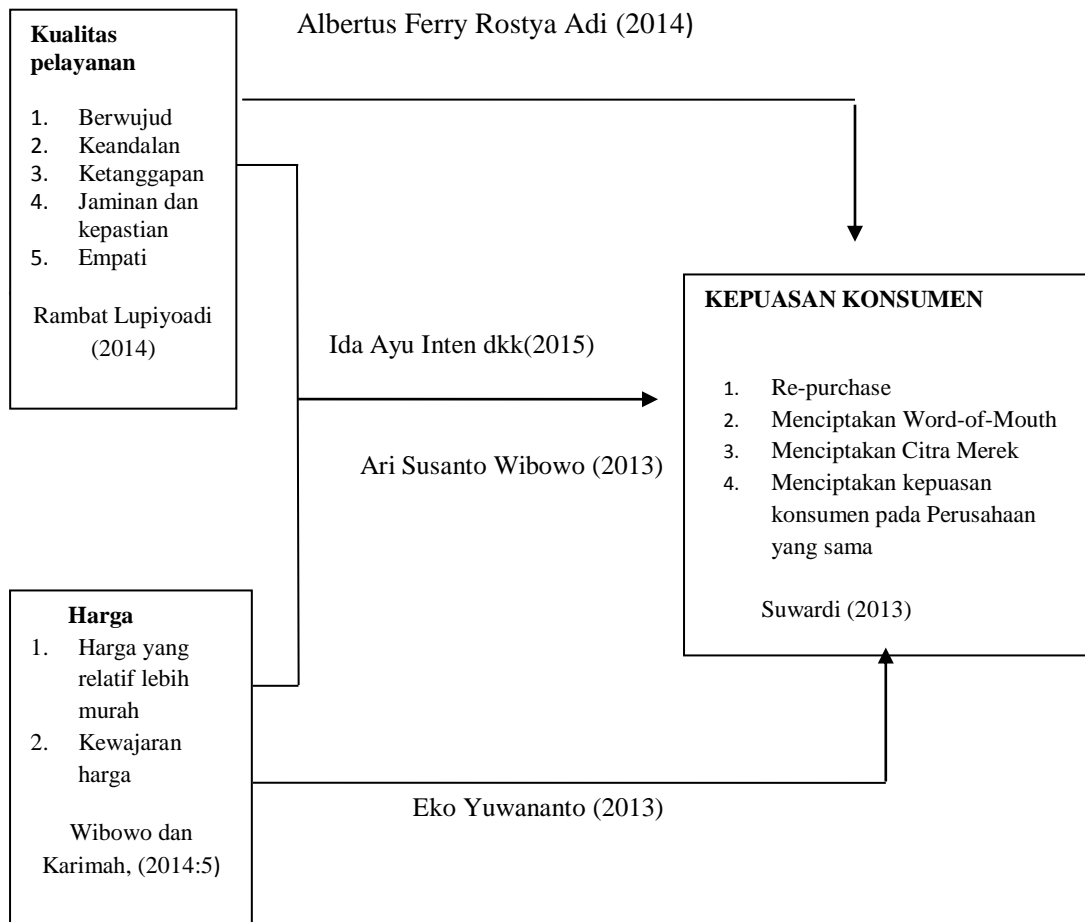 Albertus Ferry Rostya Adi (2014)
Kualitas
pelayanan
1. Berwujud
2. Keandalan
3. Ketanggapan
4. Jaminan dan
kepastian
5. Empati
Rambat Lupiyoadi
(2014)
Ida Ayu Inten dkk(2015)
Ari Susanto Wibowo (2013)
KEPUASAN KONSUMEN
1. Re-purchase
2. Menciptakan Word-of-Mouth
3. Menciptakan Citra Merek
4. Menciptakan kepuasan
konsumen pada Perusahaan
yang sama
Suwardi (2013)
Harga
1. Harga yang
relatif lebih
murah
2. Kewajaran
harga
Wibowo dan
Karimah, (2014:5)
Eko Yuwananto (2013)